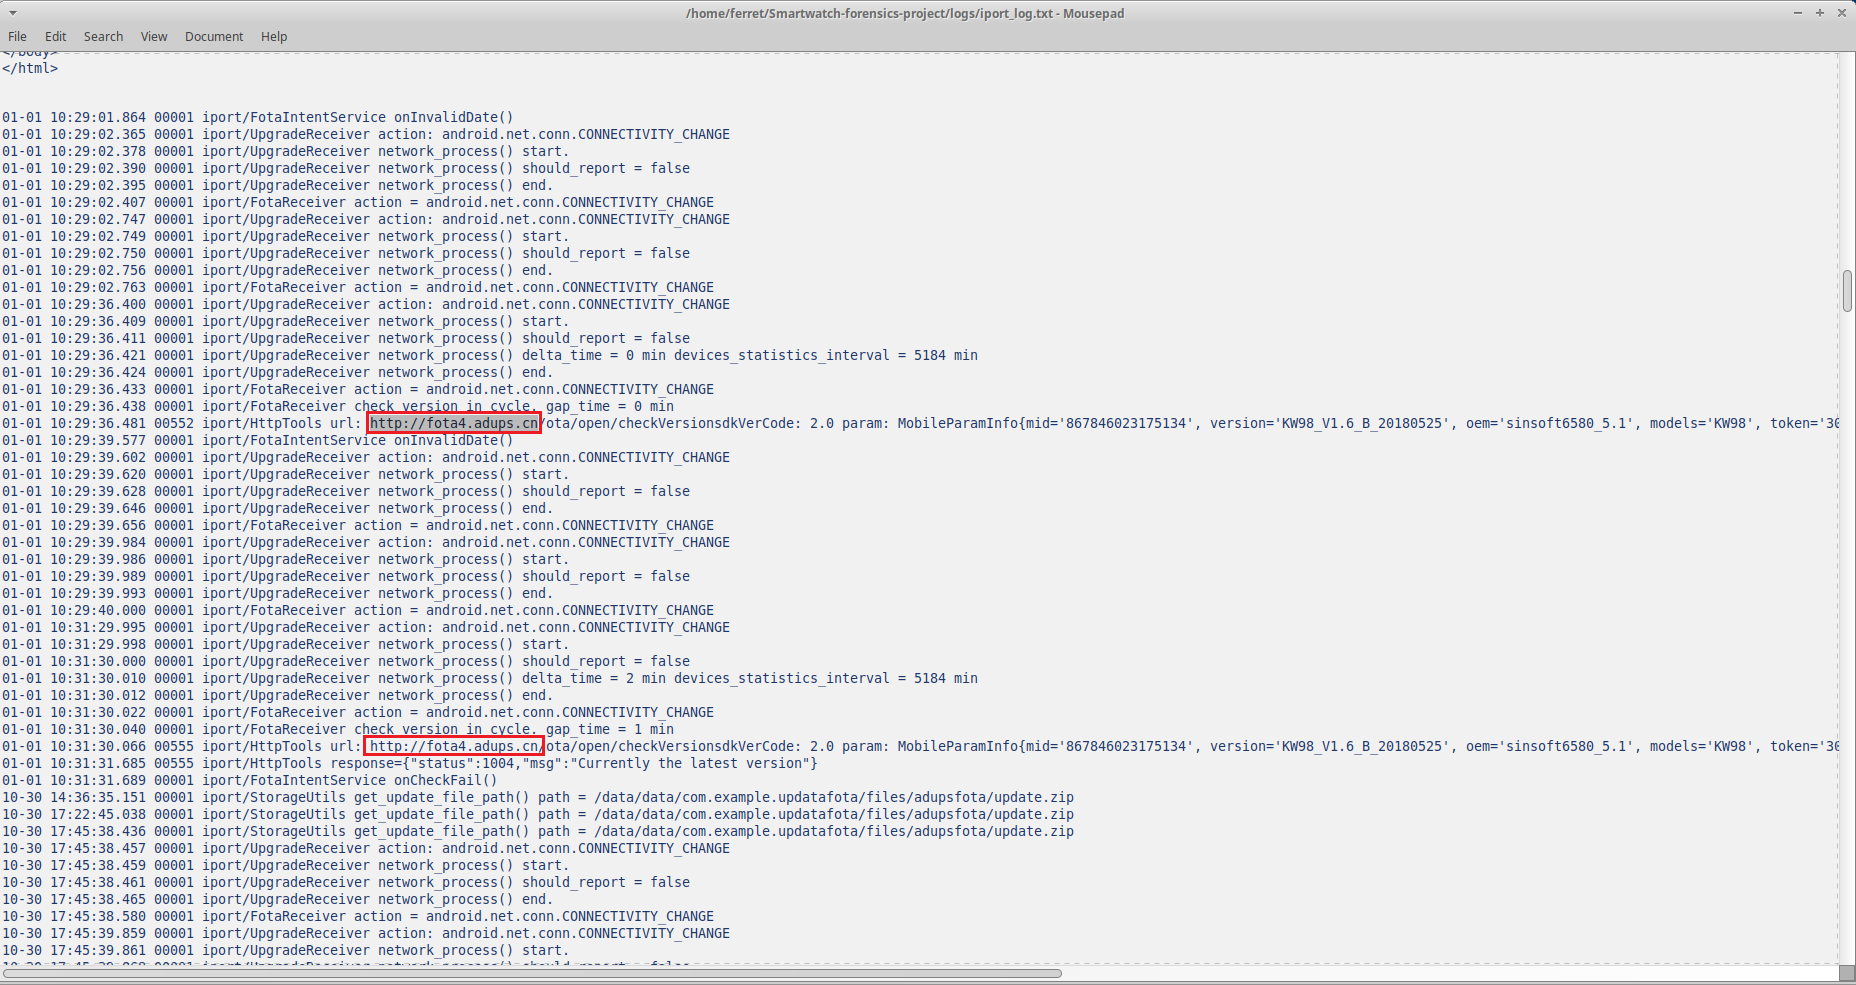 /home/ferret/Smartwatch-forensics-project/logs/iport_log.txt - Mousepad
File Edit Search View Document Help
</body>
</html>
01-01 10:29:01.864 00001 iport/FotaIntentService onInvalidDate()
01-01 10:29:02.365 00001 iport/UpgradeReceiver action: android.net.conn.CONNECTIVITY_CHANGE
01-01 10:29:02.378 00001 iport/UpgradeReceiver network_process() start.
01-01 10:29:02.390 00001 iport/UpgradeReceiver network_process() should_report = false
01-01 10:29:02.395 00001 iport/UpgradeReceiver network_process() end.
01-01 10:29:02.407 00001 iport/FotaReceiver action = android.net.conn.CONNECTIVITY_CHANGE
01-01 10:29:02.747 00001 iport/UpgradeReceiver action: android.net.conn.CONNECTIVITY_CHANGE
01-01 10:29:02.749 00001 iport/UpgradeReceiver network_process() start.
01-01 10:29:02.750 00001 iport/UpgradeReceiver network_process() should_report = false
01-01 10:29:02.756 00001 iport/UpgradeReceiver network_process() end.
01-01 10:29:02.763 00001 iport/FotaReceiver action = android.net.conn.CONNECTIVITY_CHANGE
01-01 10:29:36.400 00001 iport/UpgradeReceiver action: android.net.conn.CONNECTIVITY_CHANGE
01-01 10:29:36.409 00001 iport/UpgradeReceiver network_process() start.
01-01 10:29:36.411 00001 iport/UpgradeReceiver network_process() should_report = false
01-01 10:29:36.421 00001 iport/UpgradeReceiver network_process() delta_time = 0 min devices_statistics_interval = 5184 min
01-01 10:29:36.424 00001 iport/UpgradeReceiver network_process() end.
01-01 10:29:36.433 00001 iport/FotaReceiver action = android.net.conn.CONNECTIVITY_CHANGE
01-01 10:29:36.438 00001 iport/FotaReceiver check_version_in_cycle, gap_time = 0 min
01-01 10:29:36.481 00552 iport/HttpTools url: http://fota4.adups.cn/ota/open/checkVersionsdkVerCode: 2.0 param: MobileParamInfo{mid='867846023175134', version='KW98_V1.6_B_20180525', oem='sinsoft6580_5.1', models='KW98', token='30
01-01 10:29:39.577 00001 iport/FotaIntentService onInvalidDate()
01-01 10:29:39.602 00001 iport/UpgradeReceiver action: android.net.conn.CONNECTIVITY_CHANGE
01-01 10:29:39.620 00001 iport/UpgradeReceiver network_process() start.
01-01 10:29:39.628 00001 iport/UpgradeReceiver network_process() should_report = false
01-01 10:29:39.646 00001 iport/UpgradeReceiver network_process() end.
01-01 10:29:39.656 00001 iport/FotaReceiver action = android.net.conn.CONNECTIVITY_CHANGE
01-01 10:29:39.984 00001 iport/UpgradeReceiver action: android.net.conn.CONNECTIVITY_CHANGE
01-01 10:29:39.986 00001 iport/UpgradeReceiver network_process() start.
01-01 10:29:39.989 00001 iport/UpgradeReceiver network_process() should_report = false
01-01 10:29:39.993 00001 iport/UpgradeReceiver network_process() end.
01-01 10:29:40.000 00001 iport/FotaReceiver action = android.net.conn.CONNECTIVITY_CHANGE
01-01 10:31:29.995 00001 iport/UpgradeReceiver action: android.net.conn.CONNECTIVITY_CHANGE
01-01 10:31:29.998 00001 iport/UpgradeReceiver network_process() start.
01-01 10:31:30.000 00001 iport/UpgradeReceiver network_process() should_report = false
01-01 10:31:30.010 00001 iport/UpgradeReceiver network_process() delta_time = 2 min devices_statistics_interval = 5184 min
01-01 10:31:30.012 00001 iport/UpgradeReceiver network_process() end.
01-01 10:31:30.022 00001 iport/FotaReceiver action = android.net.conn.CONNECTIVITY_CHANGE
01-01 10:31:30.040 00001 iport/FotaReceiver check_version_in_cycle, gap_time = 1 min
01-01 10:31:30.066 00555 iport/HttpTools url: http://fota4.adups.cn/ota/open/checkVersionsdkVerCode: 2.0 param: MobileParamInfo{mid='867846023175134', version='KW98_V1.6_B_20180525', oem='sinsoft6580_5.1', models='KW98', token='30
01-01 10:31:31.685 00555 iport/HttpTools response={"status":1004,"msg":"Currently the latest version"}
01-01 10:31:31.689 00001 iport/FotaIntentService onCheckFail()
10-30 14:36:35.151 00001 iport/StorageUtils get_update_file_path() path = /data/data/com.example.updatafota/files/adupsfota/update.zip
10-30 17:22:45.038 00001 iport/StorageUtils get_update_file_path() path = /data/data/com.example.updatafota/files/adupsfota/update.zip
10-30 17:45:38.436 00001 iport/StorageUtils get_update_file_path() path = /data/data/com.example.updatafota/files/adupsfota/update.zip
10-30 17:45:38.457 00001 iport/UpgradeReceiver action: android.net.conn.CONNECTIVITY_CHANGE
10-30 17:45:38.459 00001 iport/UpgradeReceiver network_process() start.
10-30 17:45:38.461 00001 iport/UpgradeReceiver network_process() should_report = false
10-30 17:45:38.465 00001 iport/UpgradeReceiver network_process() end.
10-30 17:45:38.580 00001 iport/FotaReceiver action = android.net.conn.CONNECTIVITY_CHANGE
10-30 17:45:39.859 00001 iport/UpgradeReceiver action: android.net.conn.CONNECTIVITY_CHANGE
10-30 17:45:39.861 00001 iport/UpgradeReceiver network_process() start.